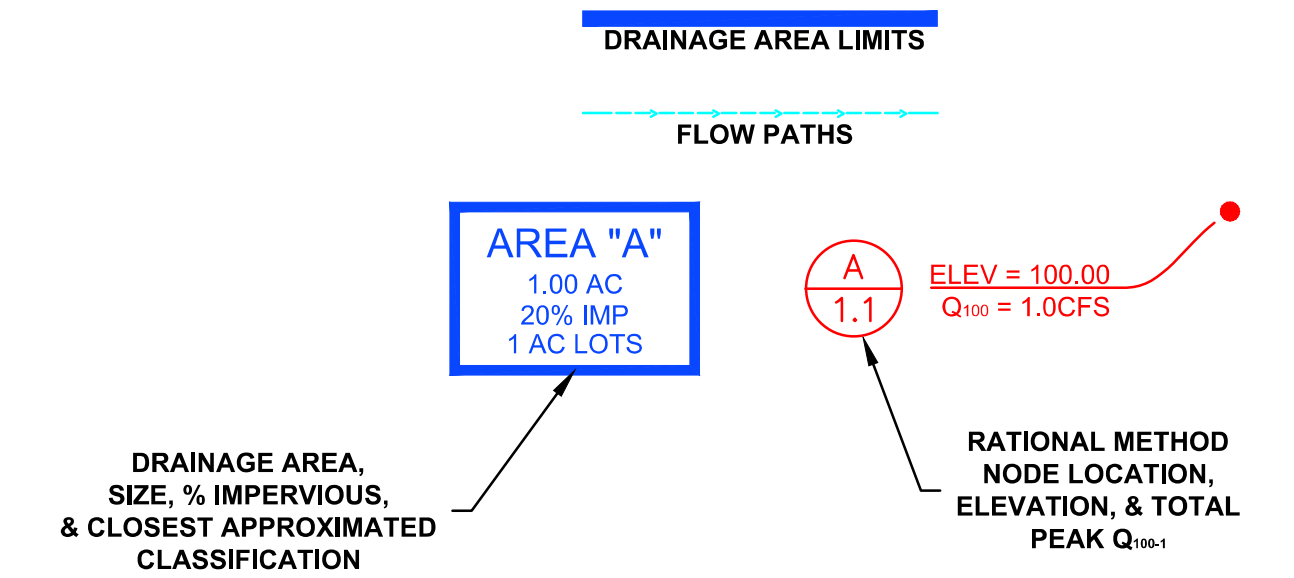 DRAINAGE AREA LIMITS
FLOW PATHS
AREA "A"
1.00 AC
20% IMP
1 AC LOTS
A
1.1
ELEV = 100.00
Q100 = 1.0CFS
DRAINAGE AREA,
SIZE, % IMPERVIOUS,
& CLOSEST APPROXIMATED
CLASSIFICATION
RATIONAL METHOD
NODE LOCATION,
ELEVATION, & TOTAL
PEAK Q100-1